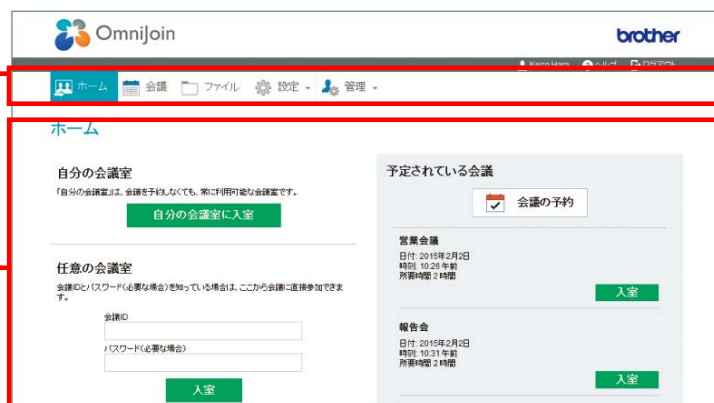 OmniJoin
brother
Keizo Hara ヘルプ ログアウト
ホーム 会議 ファイル 設定 管理
ホーム
自分の会議室
「自分の会議室」は、会議を予約しなくても、常に利用可能な会議室です。
自分の会議室に入室
任意の会議室
会議IDとパスワード(必要な場合)を知っている場合は、ここから会議に直接参加できま
す。
会議ID
パスワード(必要な場合)
入室
予定されている会議
会議の予約
営業会議
日付: 2015年2月2日
時刻: 10:26 午前
所要時間 2 時間
入室
報告会
日付: 2015年2月2日
時刻: 10:31 午前
所要時間 2 時間
入室